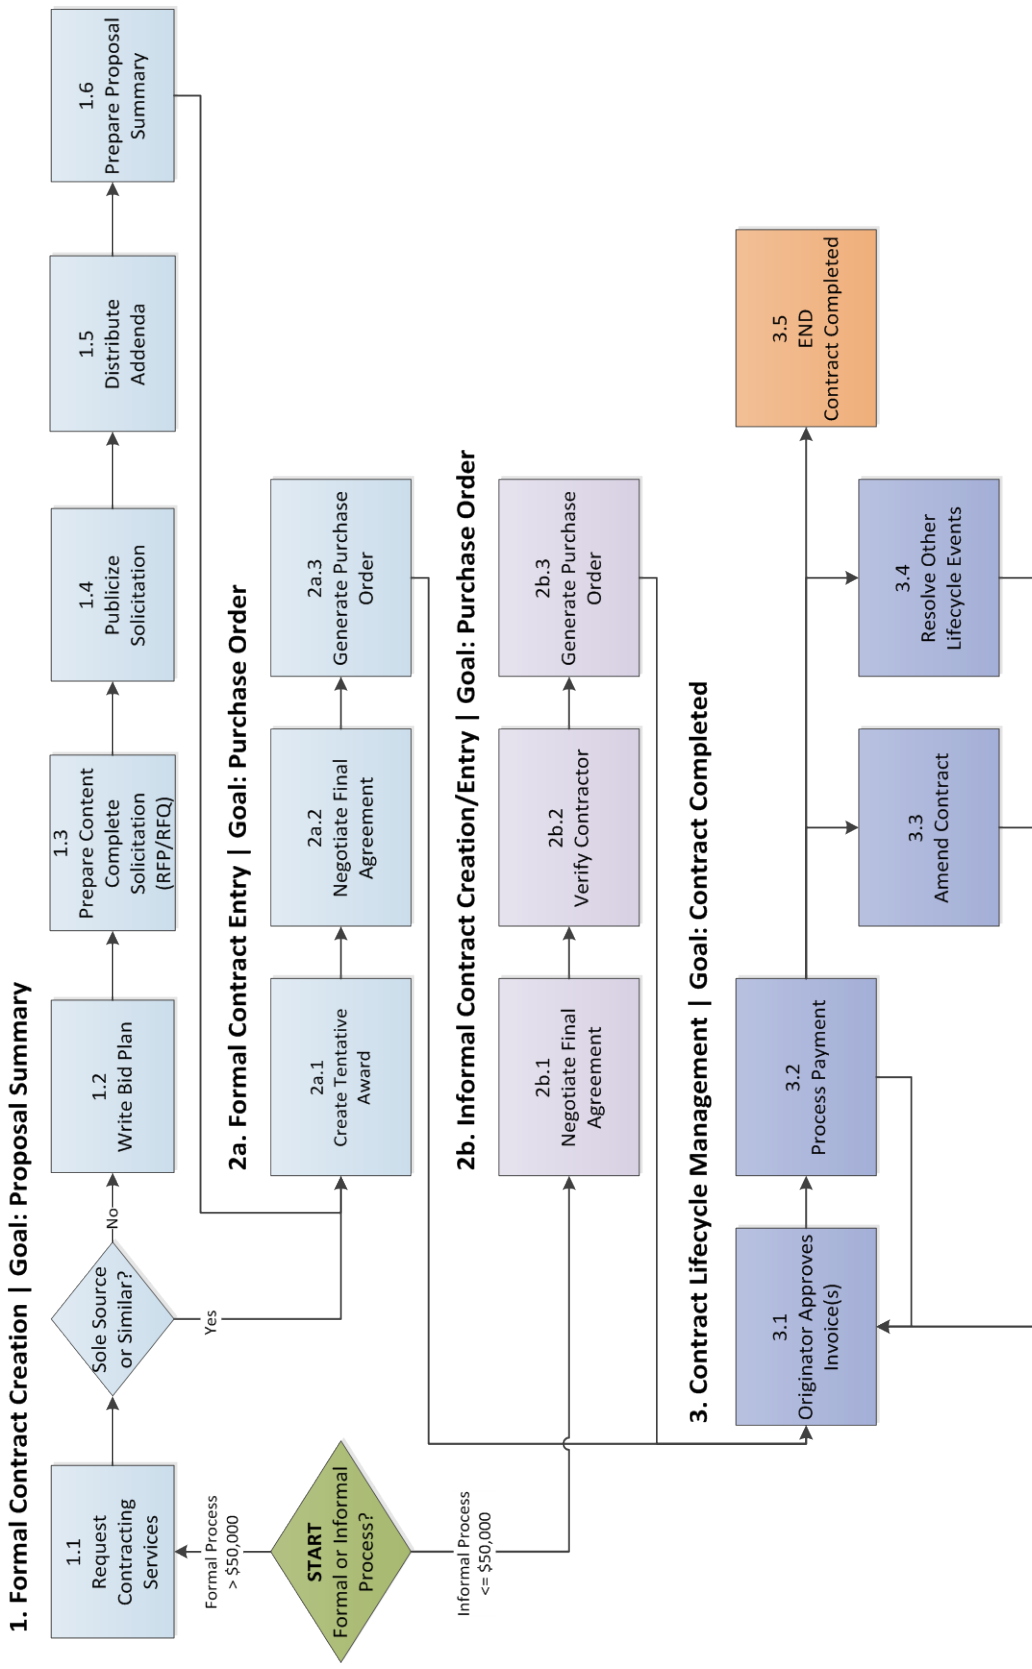 1. Formal Contract Creation | Goal: Proposal Summary
1.1
Request
Contracting
Services
Sole Source
or Similar?
No
Yes
1.2
Write Bid Plan
1.3
Prepare Content
Complete
Solicitation
(RFP/RFQ)
1.4
Publicize
Solicitation
1.5
Distribute
Addenda
1.6
Prepare Proposal
Summary
Formal Process
> $50,000
START
Formal or Informal
Process?
Informal Process
<= $50,000
2a. Formal Contract Entry | Goal: Purchase Order
2a.1
Create Tentative
Award
2a.2
Negotiate Final
Agreement
2a.3
Generate Purchase
Order
2b. Informal Contract Creation/Entry | Goal: Purchase Order
2b.1
Negotiate Final
Agreement
2b.2
Verify Contractor
2b.3
Generate Purchase
Order
3. Contract Lifecycle Management | Goal: Contract Completed
3.1
Originator Approves
Invoice(s)
3.2
Process Payment
3.3
Amend Contract
3.4
Resolve Other
Lifecycle Events
3.5
END
Contract Completed